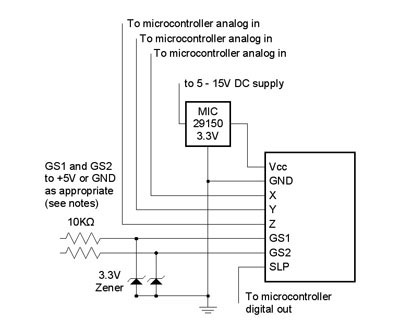 To microcontroller analog in
To microcontroller analog in
To microcontroller analog in
to 5 - 15V DC supply
MIC
29150
3.3V
GS1 and GS2
to +5V or GND
as appropriate
(see notes)
10KΩ
Vcc
GND
X
Y
Z
GS1
GS2
SLP
3.3V
Zener
To microcontroller
digital out